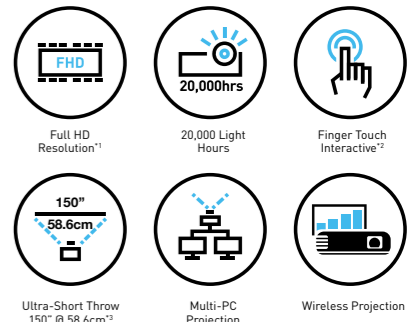 FHD
20,000hrs
Full HD
Resolution*1
20,000 Light
Hours
Finger Touch
Interactive*2
150"
58.6cm
Ultra-Short Throw
150" @ 58.6cm*3
Multi-PC
Projection
Wireless Projection